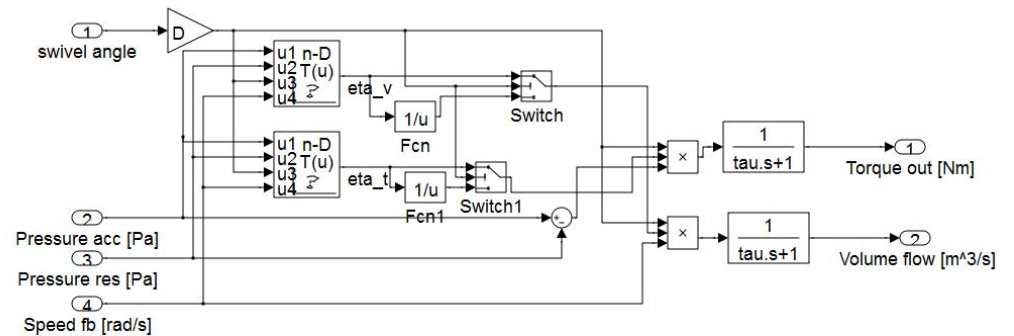 1
swivel angle
D
u1 n-D
u2 T(u)
u3
u4
?
eta_v
1/u
Fcn
Switch
u1 n-D
u2 T(u)
u3
u4
?
eta_t
1/u
Fcn1
Switch1
2
Pressure acc [Pa]
3
Pressure res [Pa]
4
Speed fb [rad/s]
+
-
×
1
tau.s+1
1
Torque out [Nm]
×
1
tau.s+1
2
Volume flow [m^3/s]